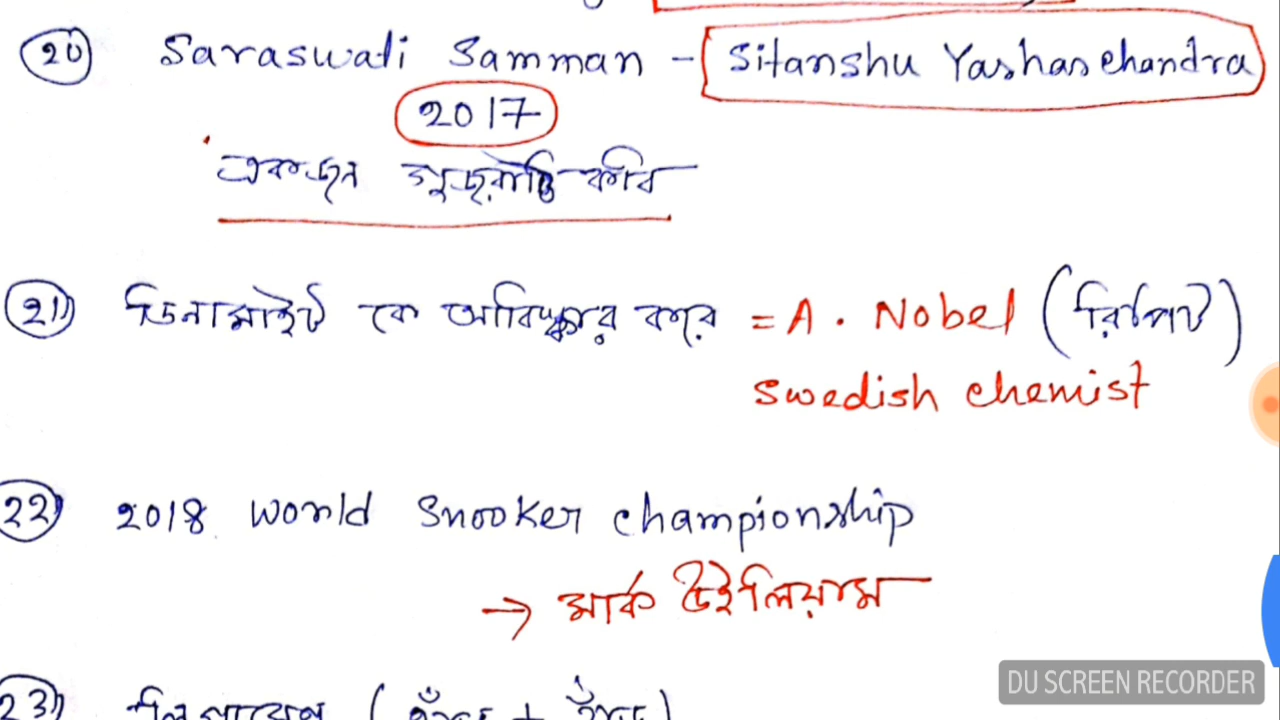 20 Saraswati Samman - Sitanshu Yashaschandra
2017
একজন গুজরাটি কবি
21 ডিনামাইট কে আবিষ্কার করে = A. Nobel (রিপিট)
Swedish chemist
22 2018 World Snooker championship
→ মার্ক উইলিয়াম
23
DU SCREEN RECORDER